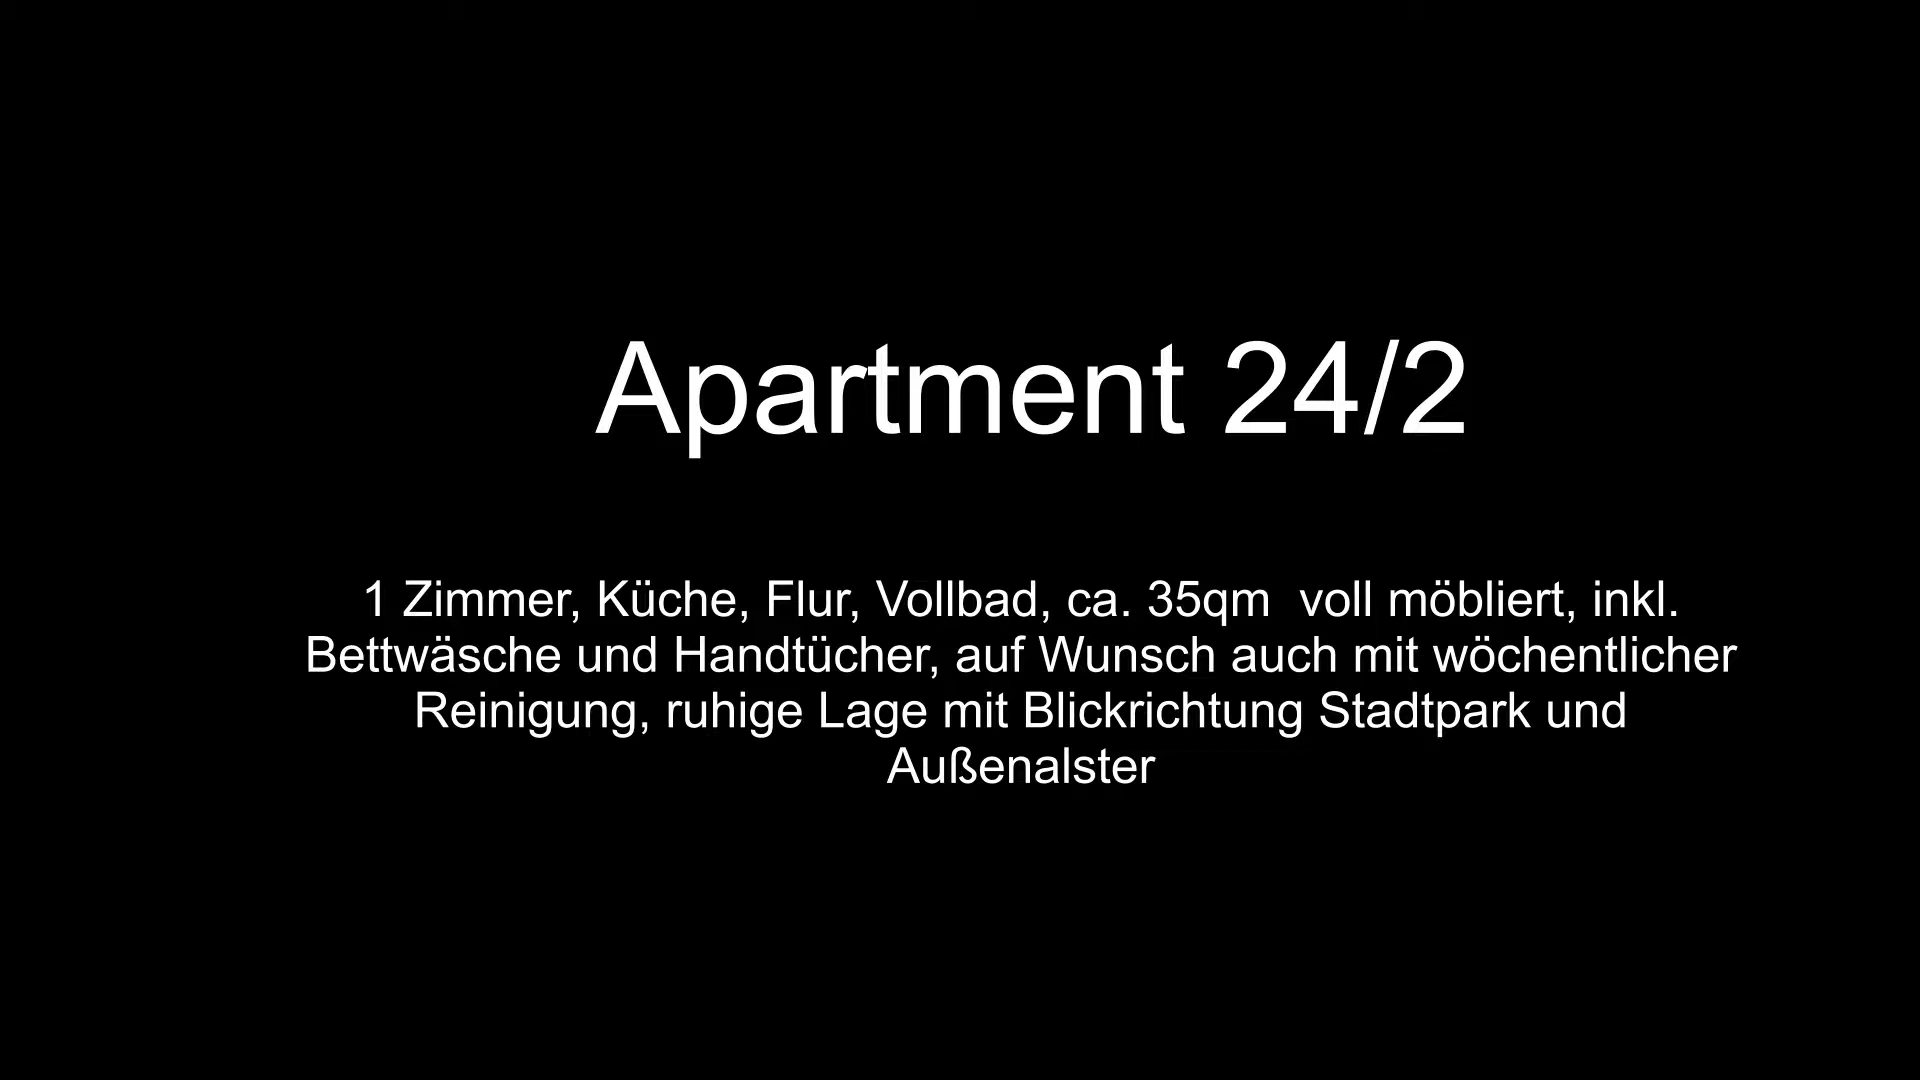 Apartment 24/2
1 Zimmer, Küche, Flur, Vollbad, ca. 35qm  voll möbliert, inkl.
Bettwäsche und Handtücher, auf Wunsch auch mit wöchentlicher
Reinigung, ruhige Lage mit Blickrichtung Stadtpark und
Außenalster